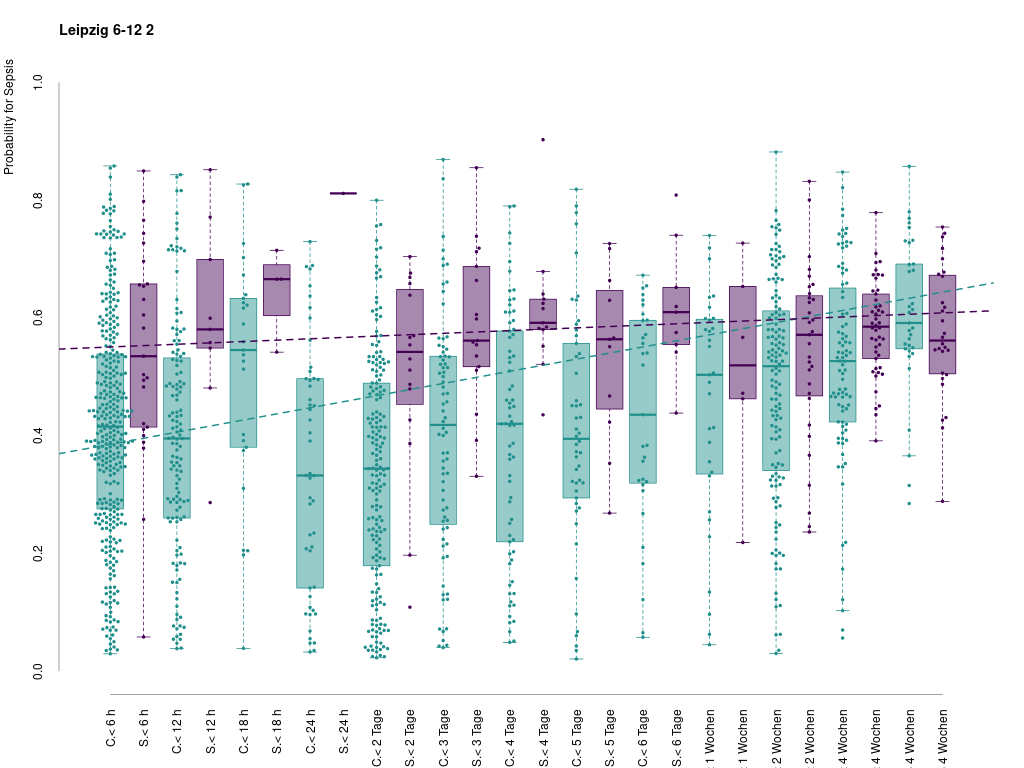 Leipzig 6-12 2
Probability for Sepsis
1.0
0.8
0.6
0.4
0.2
0.0
C.< 6 h
S.< 6 h
C.< 12 h
S.< 12 h
C.< 18 h
S.< 18 h
C.< 24 h
S.< 24 h
C.< 2 Tage
S.< 2 Tage
C.< 3 Tage
S.< 3 Tage
C.< 4 Tage
S.< 4 Tage
C.< 5 Tage
S.< 5 Tage
C.< 6 Tage
S.< 6 Tage
1 Wochen
1 Wochen
2 Wochen
2 Wochen
4 Wochen
4 Wochen
4 Wochen
4 Wochen